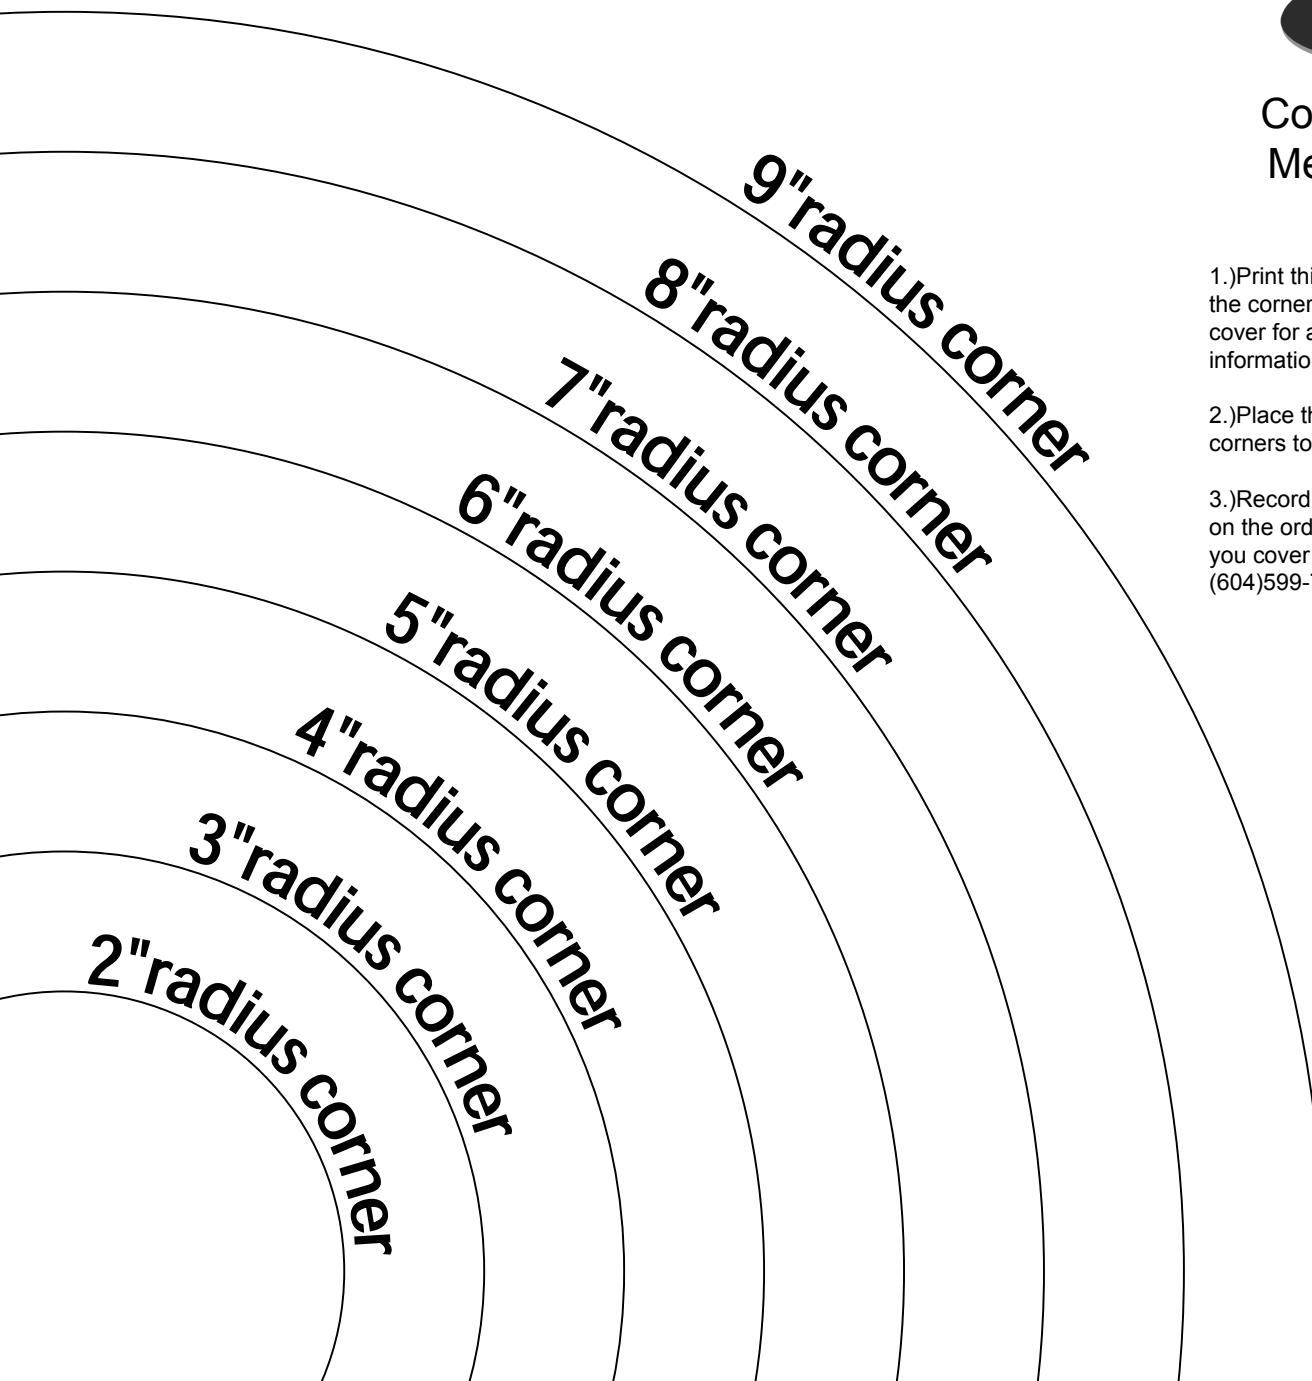 Co
Me
9"radius corner
8"radius corner
7"radius corner
6"radius corner
5"radius corner
4"radius corner
3"radius corner
2"radius corner
1.)Print thi
the corner
cover for a
informatio
2.)Place th
corners to
3.)Record
on the ord
you cover
(604)599-